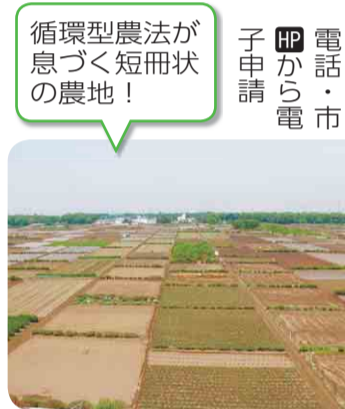 電話・市
HPから電
子申請
循環型農法が
息づく短冊状
の農地！